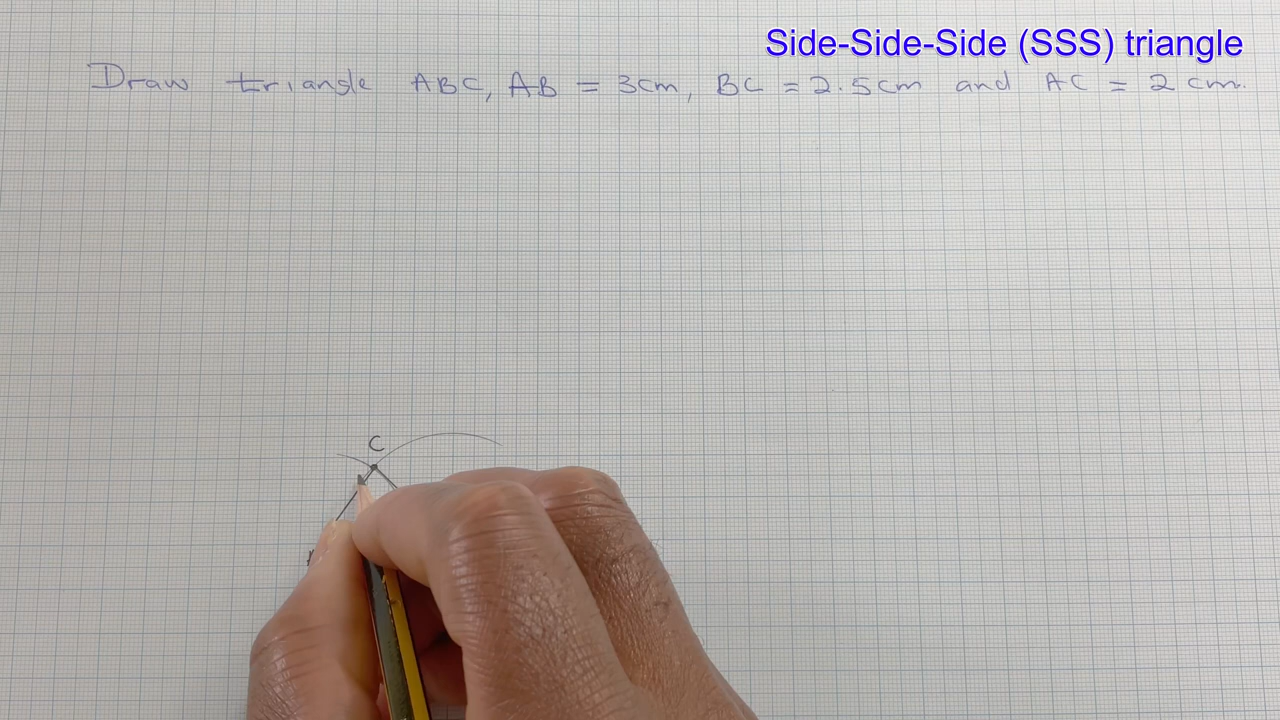 Side-Side-Side (SSS) triangle
Draw triangle ABC, AB = 3cm, BC = 2.5cm and AC = 2 cm.
C